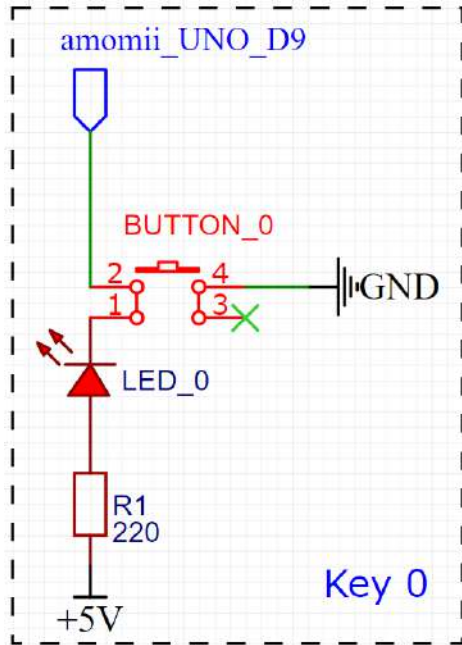 amomii_UNO_D9
BUTTON_0
2 4
GND
1 3
LED_0
R1
220
Key 0
+5V